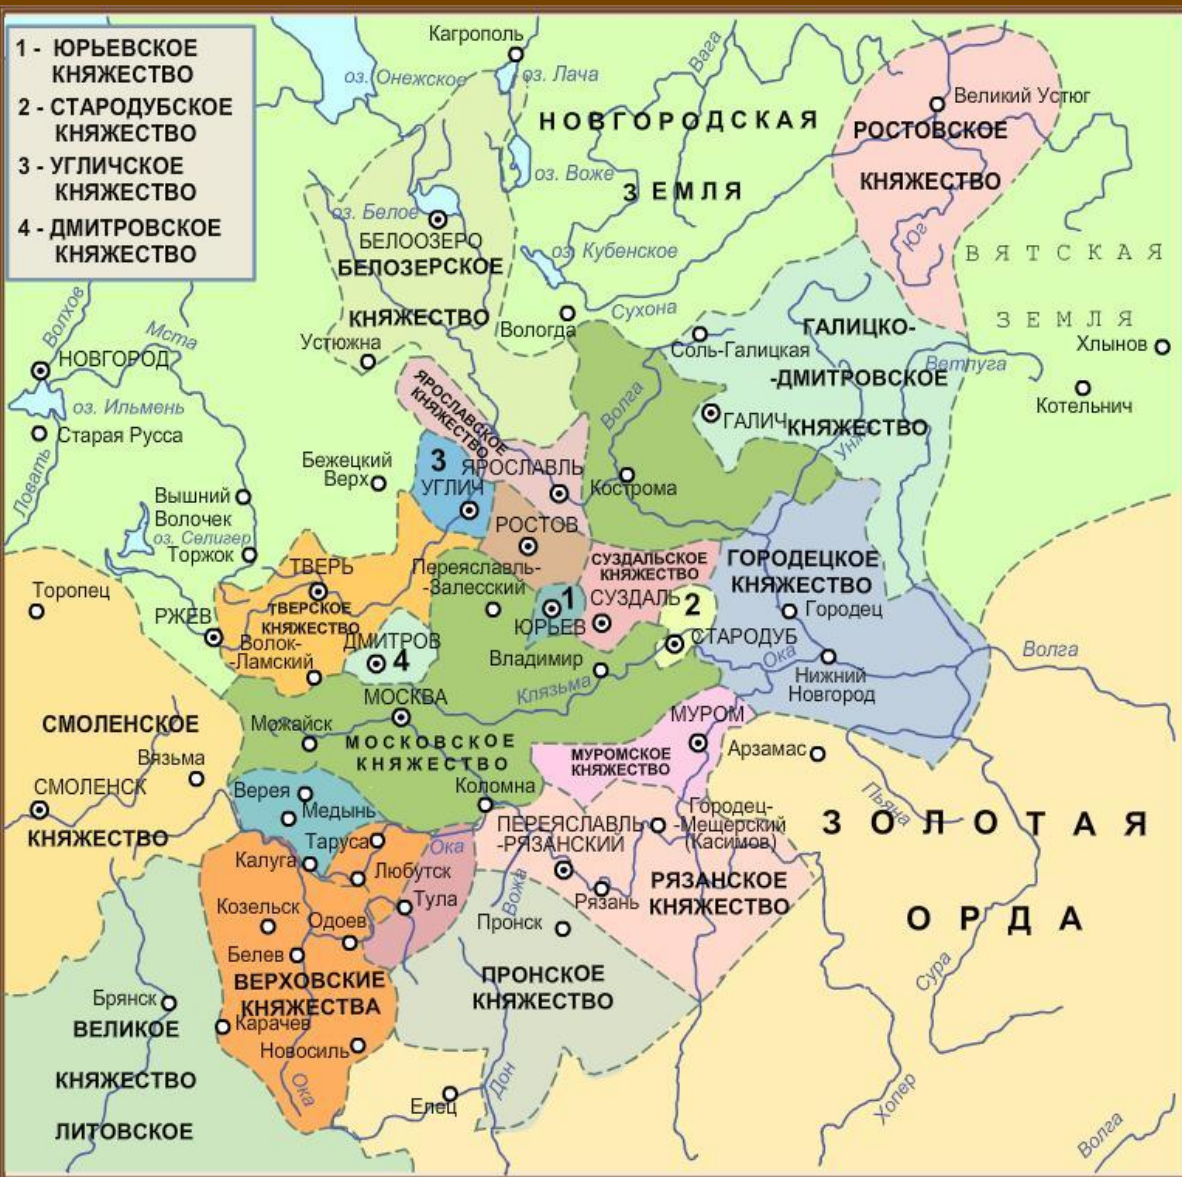 1 - ЮРЬЕВСКОЕ
КНЯЖЕСТВО
2 - СТАРОДУБСКОЕ
КНЯЖЕСТВО
3 - УГЛИЧСКОЕ
КНЯЖЕСТВО
4 - ДМИТРОВСКОЕ
КНЯЖЕСТВО
Кагрополь
оз. Онежское
оз. Лача
Вага
Великий Устюг
НОВГОРОДСКАЯ
ЗЕМЛЯ
РОСТОВСКОЕ
КНЯЖЕСТВО
оз. Воже
оз. Белое
БЕЛООЗЕРО
БЕЛОЗЕРСКОЕ
КНЯЖЕСТВО
оз. Кубенское
Юг
ВЯТСКАЯ
ЗЕМЛЯ
Волхов
Мста
Сухона
Вологда
Устюжна
Соль-Галицкая
ГАЛИЦКО-
-ДМИТРОВСКОЕ
КНЯЖЕСТВО
Хлынов
Ветлуга
Котельнич
НОВГОРОД
оз. Ильмень
Старая Русса
Ловать
ЯРОСЛАВСКОЕ
КНЯЖЕСТВО
Волга
ГАЛИЧ
Унжа
Бежецкий
Верх
3
УГЛИЧ
ЯРОСЛАВЛЬ
Кострома
Вышний
Волочек
оз. Селигер
Торжок
РОСТОВ
Торопец
РЖЕВ
ТВЕРЬ
тВЕРСКОЕ
КНЯЖЕСТВО
Переяславль-
-Залесский
СУЗДАЛЬСКОЕ
КНЯЖЕСТВО
СУЗДАЛЬ
ГОРОДЕЦКОЕ
КНЯЖЕСТВО
Городец
1
ЮРЬЕВ
2
СТАРОДУБ
Волок-
-Ламский
ДМИТРОВ
4
Владимир
Клязьма
Ока
Нижний
Новгород
Волга
МОСКВА
Можайск
МОСКОВСКОЕ
КНЯЖЕСТВО
МУРОМ
МУРОМСКОЕ
КНЯЖЕСТВО
Арзамас
СМОЛЕНСКОЕ
Вязьма
СМОЛЕНСК
КНЯЖЕСТВО
Верея
Медынь
Коломна
Пьяна
Таруса
Ока
Калуга
Любутск
ПЕРЕЯСЛАВЛЬ
-РЯЗАНСКИЙ
Городец-
-Мещерский
(Касимов)
ЗОЛОТАЯ
ОРДА
Козельск
Одоев
Тула
Вожа
Рязань
РЯЗАНСКОЕ
КНЯЖЕСТВО
Пронск
Белев
ВЕРХОВСКИЕ
КНЯЖЕСТВА
ПРОНСКОЕ
КНЯЖЕСТВО
Сура
Брянск
ВЕЛИКОЕ
КНЯЖЕСТВО
ЛИТОВСКОЕ
Карачев
Новосиль
Ока
Елец
Дон
Хопер
Волга